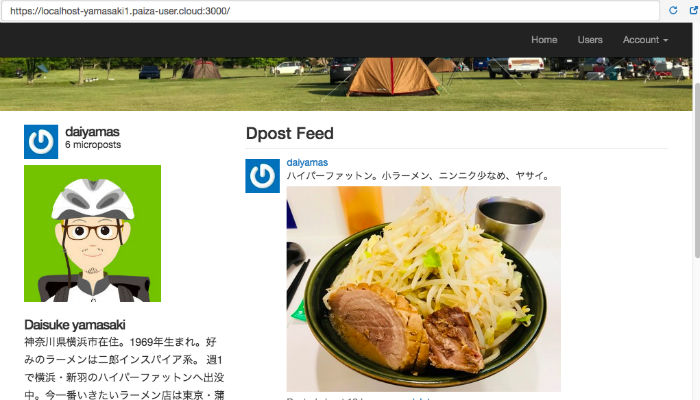 https://localhost-yamasaki1.paiza-user.cloud:3000/
Home Users Account
daiyamas
6 microposts
Dpost Feed
daiyamas
ハイパーファットン。小ラーメン、ニンニク少なめ、ヤサイ。
Daisuke yamasaki
神奈川県横浜市在住。1969年生まれ。好
みのラーメンは二郎インスパイア系。 週1
で横浜・新羽のハイパーファットンへ出没
中。今一番いきたいラーメン店は東京・蒲